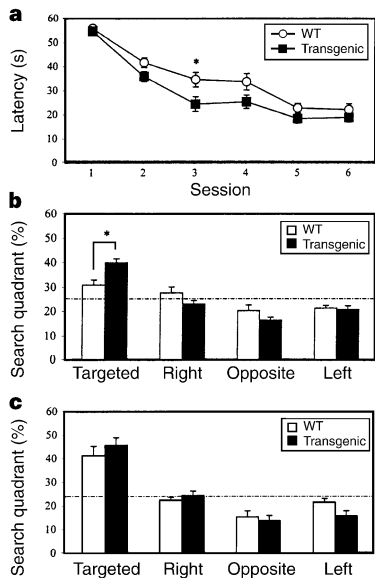 a
Latency (s)
60
50
40
30
20
10
0
WT
Transgenic
*
1 2 3 4 5 6
Session
b
Search quadrant (%)
60
50
40
30
20
10
0
WT
Transgenic
*
Targeted Right Opposite Left
c
Search quadrant (%)
60
50
40
30
20
10
0
WT
Transgenic
Targeted Right Opposite Left